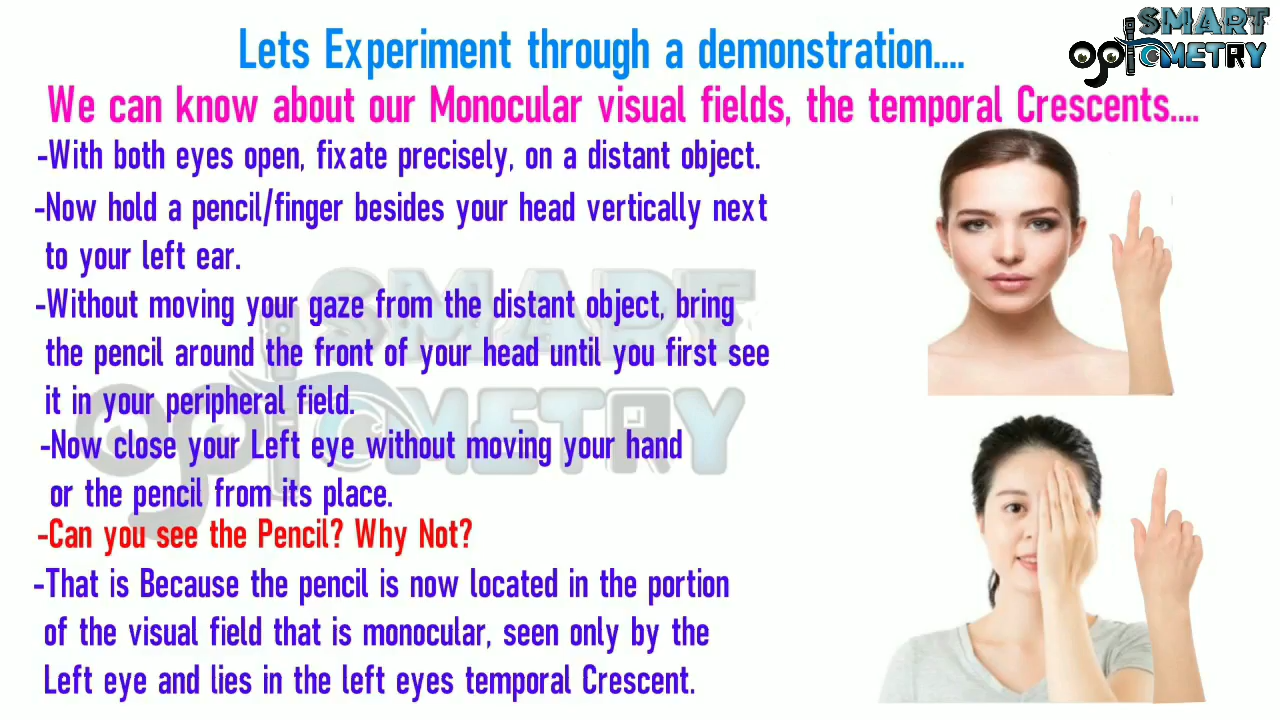 Lets Experiment through a demonstration....
SMART
OptOMETRY
We can know about our Monocular visual fields, the temporal Crescents....
-With both eyes open, fixate precisely, on a distant object.
-Now hold a pencil/finger besides your head vertically next
to your left ear.
-Without moving your gaze from the distant object, bring
the pencil around the front of your head until you first see
it in your peripheral field.
-Now close your Left eye without moving your hand
or the pencil from its place.
-Can you see the Pencil? Why Not?
-That is Because the pencil is now located in the portion
of the visual field that is monocular, seen only by the
Left eye and lies in the left eyes temporal Crescent.
SMART
OptOMETRY